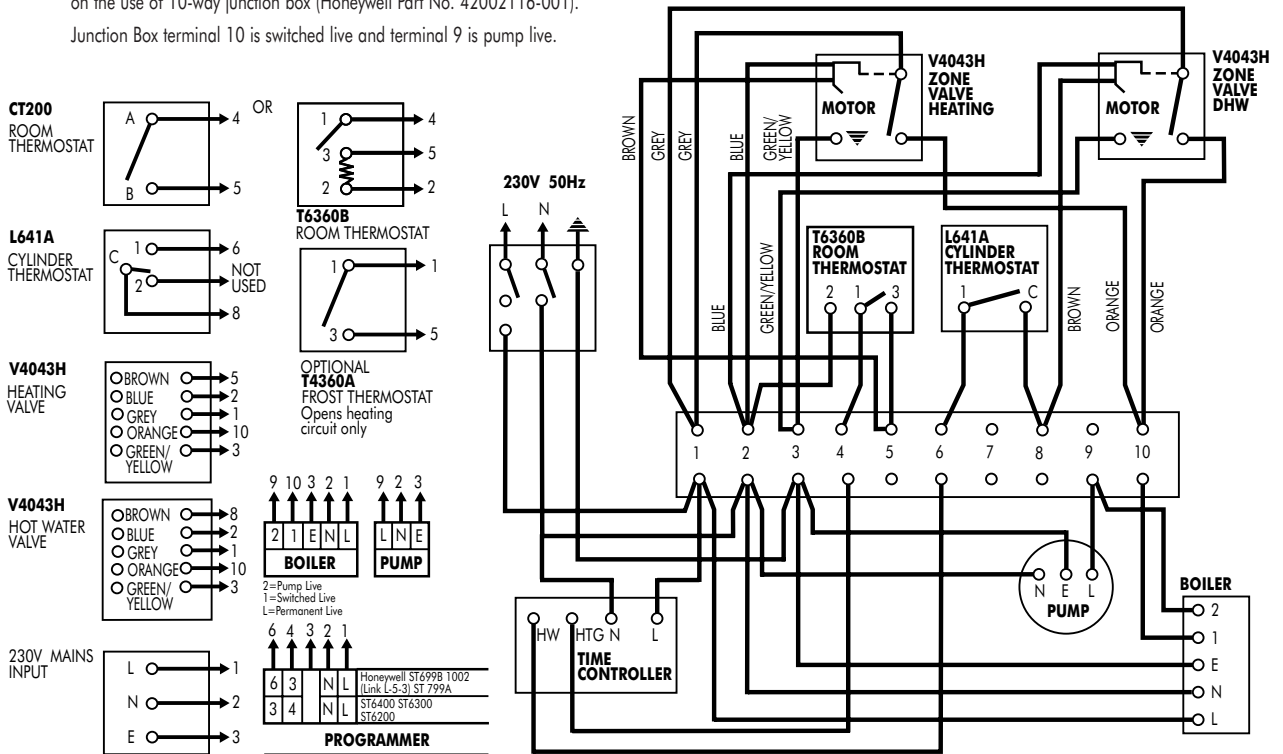 on the use of 10-way junction box (Honeywell Part No. 42002116-001).
Junction Box terminal 10 is switched live and terminal 9 is pump live.
CT200
ROOM
THERMOSTAT
A
B
4
5
OR
1
3
2
4
5
2
T6360B
ROOM THERMOSTAT
L641A
CYLINDER
THERMOSTAT
C
1
2
6
NOT
USED
8
1
3
1
5
OPTIONAL
T4360A
FROST THERMOSTAT
Opens heating
circuit only
V4043H
HEATING
VALVE
BROWN 5
BLUE 2
GREY 1
ORANGE 10
GREEN/
YELLOW 3
V4043H
HOT WATER
VALVE
BROWN 8
BLUE 2
GREY 1
ORANGE 10
GREEN/
YELLOW 3
9 10 3 2 1
2 1 E N L
BOILER
2=Pump Live
1=Switched Live
L=Permanent Live
9 2 3
L N E
PUMP
230V MAINS
INPUT
L 1
N 2
E 3
6 4 3 2 1
6 3 N L Honeywell ST699B 1002
(Link L-5-3) ST 799A
3 4 N L ST6400 ST6300
ST6200
PROGRAMMER
230V 50Hz
L N
BROWN
GREY
GREY
BLUE
GREEN/
YELLOW
MOTOR
V4043H
ZONE
VALVE
HEATING
MOTOR
V4043H
ZONE
VALVE
DHW
BLUE
GREEN/YELLOW
T6360B
ROOM
THERMOSTAT
2 1 3
L641A
CYLINDER
THERMOSTAT
1 C
BROWN
ORANGE
ORANGE
1 2 3 4 5 6 7 8 9 10
HW HTG N L
TIME
CONTROLLER
N E L
PUMP
BOILER
2
1
E
N
L